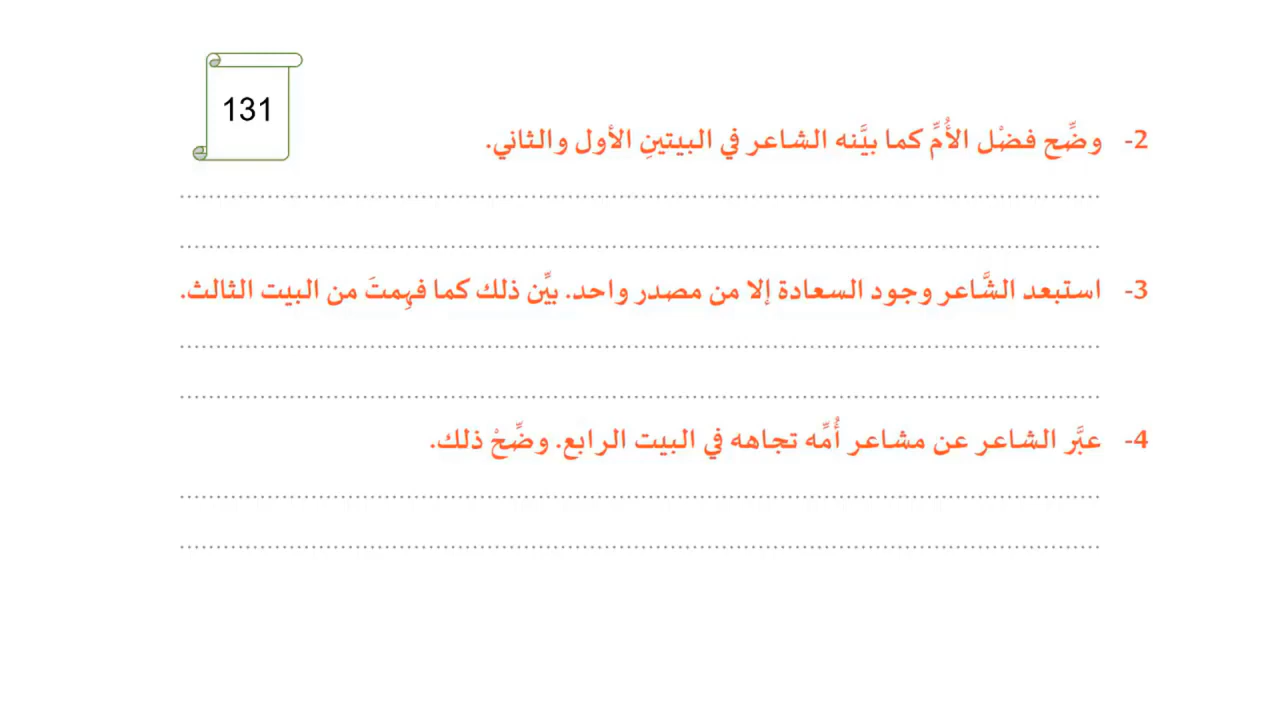 131
2- وضِّح فضْل الأُمِّ كما بيَّنه الشاعر في البيتينِ الأول والثاني.
3- استبعد الشَّاعر وجود السعادة إلا من مصدر واحد. بيِّن ذلك كما فهِمتَ من البيت الثالث.
4- عبَّر الشاعر عن مشاعر أُمِّه تجاهه في البيت الرابع. وضِّحْ ذلك.